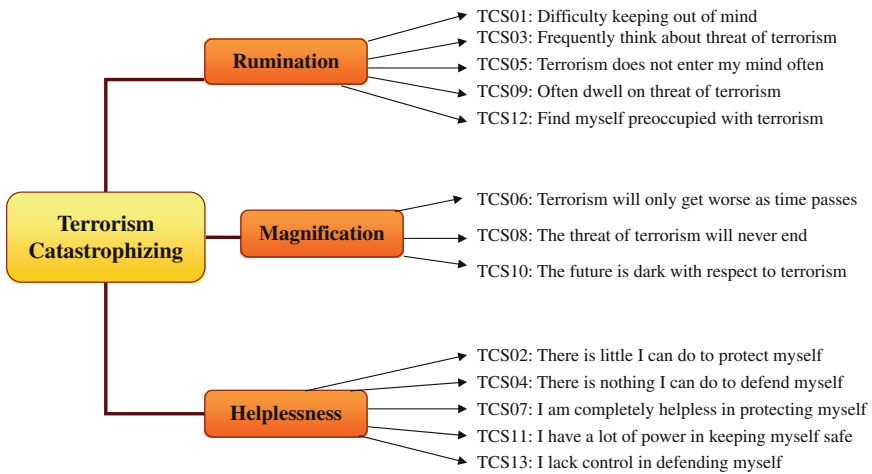 Terrorism
Catastrophizing
Rumination
TCS01: Difficulty keeping out of mind
TCS03: Frequently think about threat of terrorism
TCS05: Terrorism does not enter my mind often
TCS09: Often dwell on threat of terrorism
TCS12: Find myself preoccupied with terrorism
Magnification
TCS06: Terrorism will only get worse as time passes
TCS08: The threat of terrorism will never end
TCS10: The future is dark with respect to terrorism
Helplessness
TCS02: There is little I can do to protect myself
TCS04: There is nothing I can do to defend myself
TCS07: I am completely helpless in protecting myself
TCS11: I have a lot of power in keeping myself safe
TCS13: I lack control in defending myself